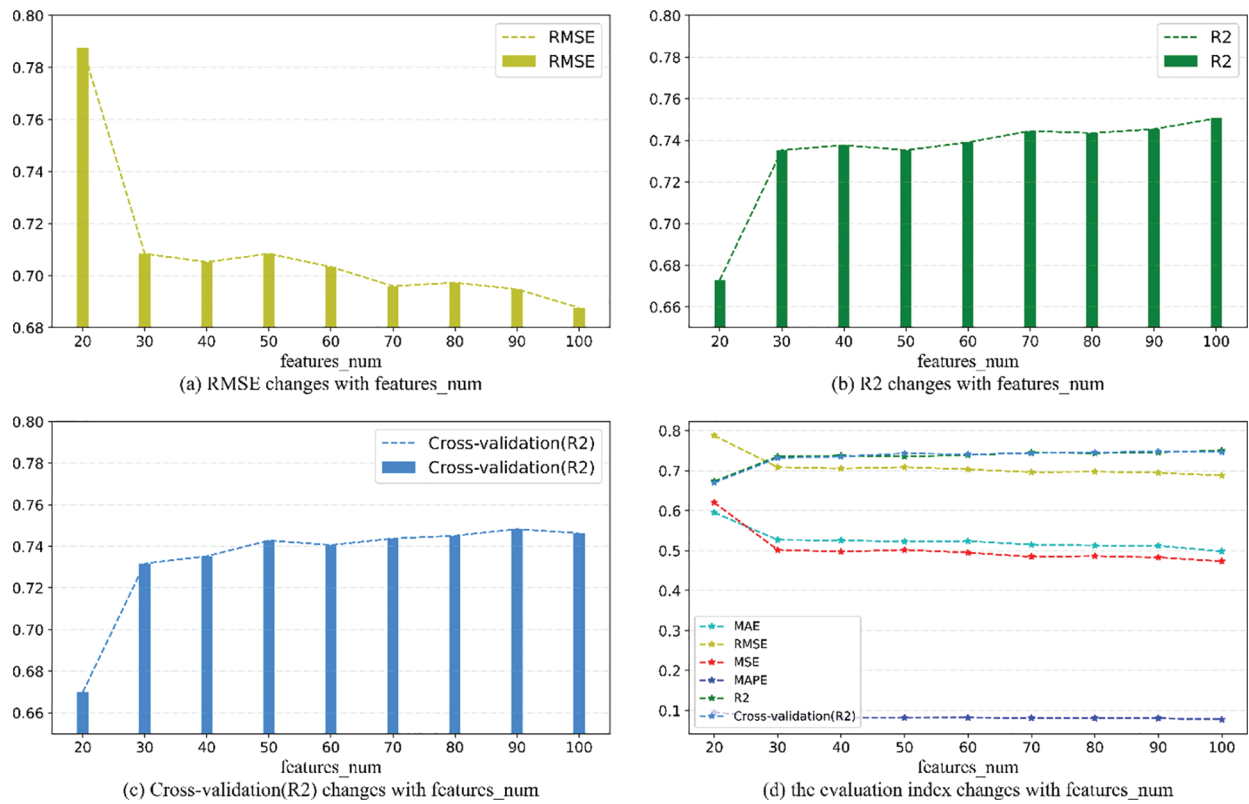 0.80
0.78
0.76
0.74
0.72
0.70
0.68
RMSE
RMSE
20 30 40 50 60 70 80 90 100
features_num
(a) RMSE changes with features_num
0.80
0.78
0.76
0.74
0.72
0.70
0.68
0.66
R2
R2
20 30 40 50 60 70 80 90 100
features_num
(b) R2 changes with features_num
0.80
0.78
0.76
0.74
0.72
0.70
0.68
0.66
Cross-validation(R2)
Cross-validation(R2)
20 30 40 50 60 70 80 90 100
features_num
(c) Cross-validation(R2) changes with features_num
0.8
0.7
0.6
0.5
0.4
0.1
MAE
RMSE
MSE
MAPE
R2
Cross-validation(R2)
20 30 40 50 60 70 80 90 100
features_num
(d) the evaluation index changes with features_num